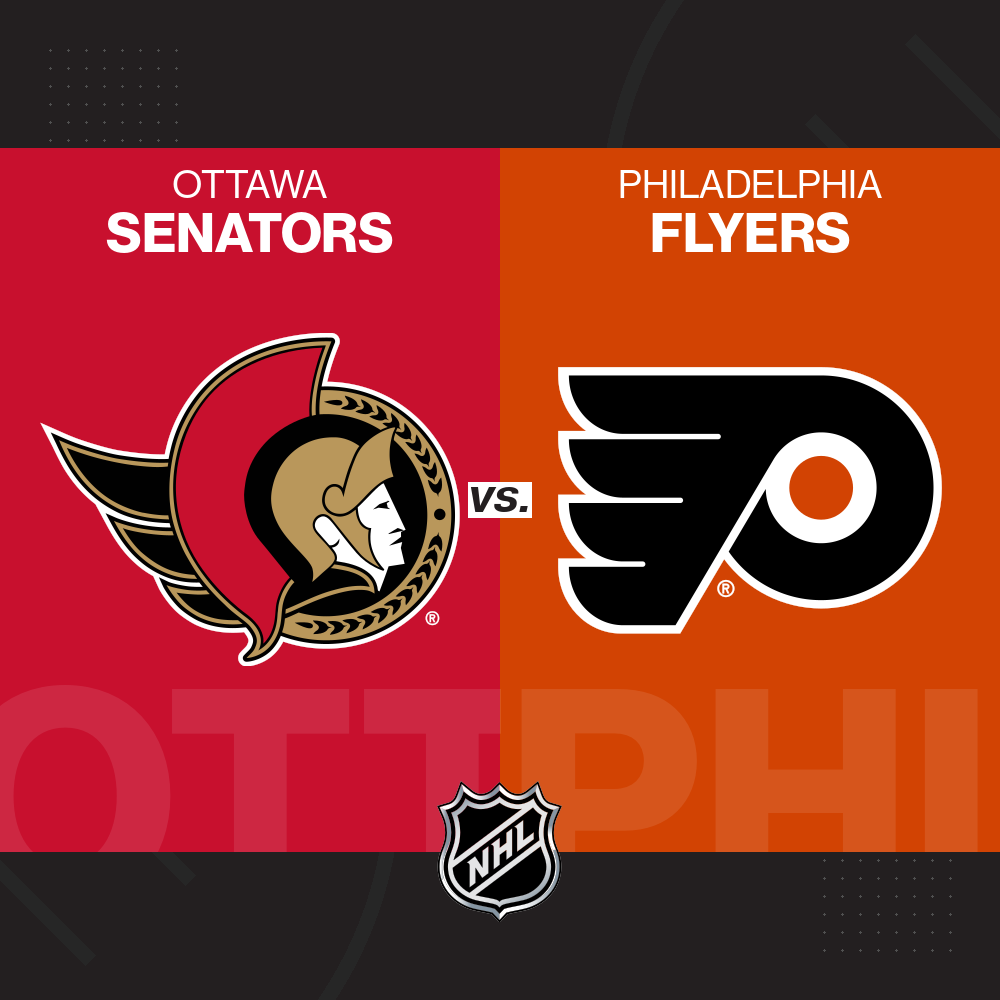 OTTAWA
SENATORS
PHILADELPHIA
FLYERS
vs.
®
®
OTT
PHI
NHL